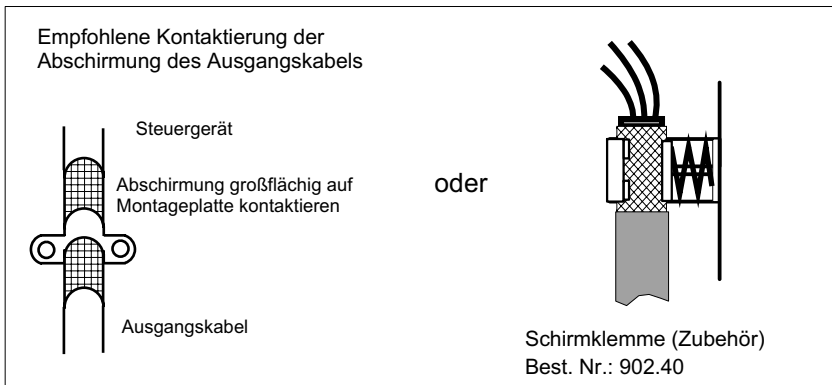 Empfohlene Kontaktierung der
Abschirmung des Ausgangskabels
Steuergerät
Abschirmung großflächig auf
Montageplatte kontaktieren
Ausgangskabel
oder
Schirmklemme (Zubehör)
Best. Nr.: 902.40